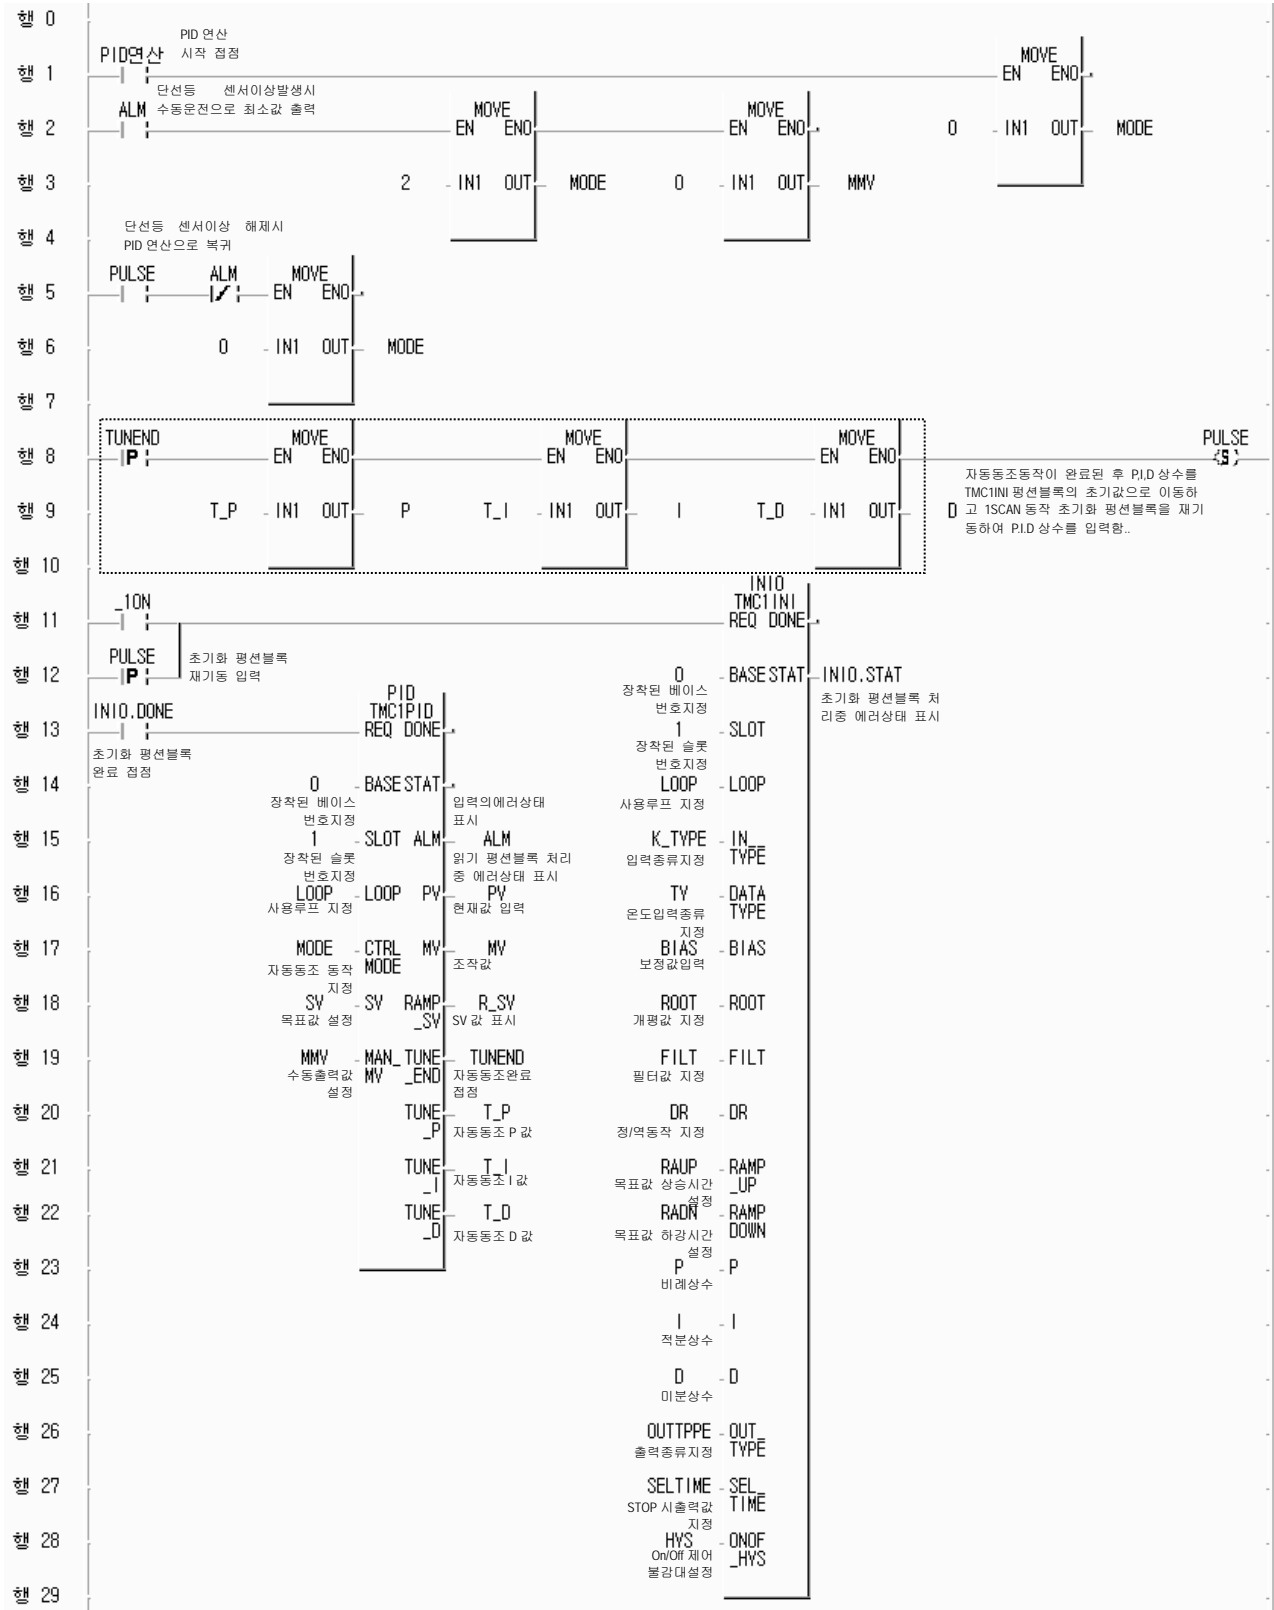 행 0
PID 연산
시작 접점
PID연산
행 1
MOVE
EN ENO
단선등 센서이상발생시
수동운전으로 최소값 출력
ALM
행 2
MOVE
EN ENO
MOVE
EN ENO
0 IN1 OUT MODE
행 3
2 IN1 OUT MODE 0 IN1 OUT MMV
단선등 센서이상 해제시
PID 연산으로 복귀
행 4
PULSE ALM MOVE
행 5
EN ENO
행 6
0 IN1 OUT MODE
행 7
TUNEND MOVE MOVE MOVE PULSE
행 8
P EN ENO EN ENO EN ENO (S)
자동동조동작이 완료된 후 P,I,D 상수를
TMC1INI 평션블록의 초기값으로 이동하
고 1SCAN 동작 초기화 평션블록을 재기
동하여 P.I.D 상수를 입력함..
행 9
T_P IN1 OUT P T_I IN1 OUT I T_D IN1 OUT D
행 10
INIO
TMC1INI
_1ON
행 11
REQ DONE
PULSE
행 12
P
초기화 평션블록
재기동 입력
0 BASE STAT INIO.STAT
장착된 베이스
번호지정
초기화 평션블록 처
리중 에러상태 표시
PID
TMC1PID
INIO.DONE
행 13
REQ DONE
1 SLOT
장착된 슬롯
번호지정
초기화 평션블록
완료 접점
행 14
0 BASE STAT
장착된 베이스
번호지정
입력의에러상태
표시
LOOP LOOP
사용루프 지정
행 15
1 SLOT ALM ALM
장착된 슬롯
번호지정
읽기 평션블록 처리
중 에러상태 표시
K_TYPE IN_
TYPE
입력종류지정
행 16
LOOP LOOP PV PV
사용루프 지정
현재값 입력
TY DATA
TYPE
온도입력종류
지정
행 17
MODE CTRL MV MV
MODE
자동동조 동작
지정
조작값
BIAS BIAS
보정값입력
행 18
SV SV RAMP R_SV
_SV
목표값 설정
SV 값 표시
ROOT ROOT
개평값 지정
행 19
MMV MAN_ TUNE TUNEND
MV _END
수동출력값
설정
자동동조완료
접점
FILT FILT
필터값 지정
행 20
TUNE T_P
_P
자동동조 P 값
DR DR
정/역동작 지정
행 21
TUNE T_I
_I
자동동조 I 값
RAUP RAMP
_UP
목표값 상승시간
설정
행 22
TUNE T_D
_D
자동동조 D 값
RADN RAMP
DOWN
목표값 하강시간
설정
행 23
P P
비례상수
행 24
I I
적분상수
행 25
D D
미분상수
행 26
OUTTPPE OUT_
TYPE
출력종류지정
행 27
SELTIME SEL_
TIME
STOP 시출력값
지정
행 28
HYS ONOF
_HYS
On/Off 제어
불감대설정
행 29